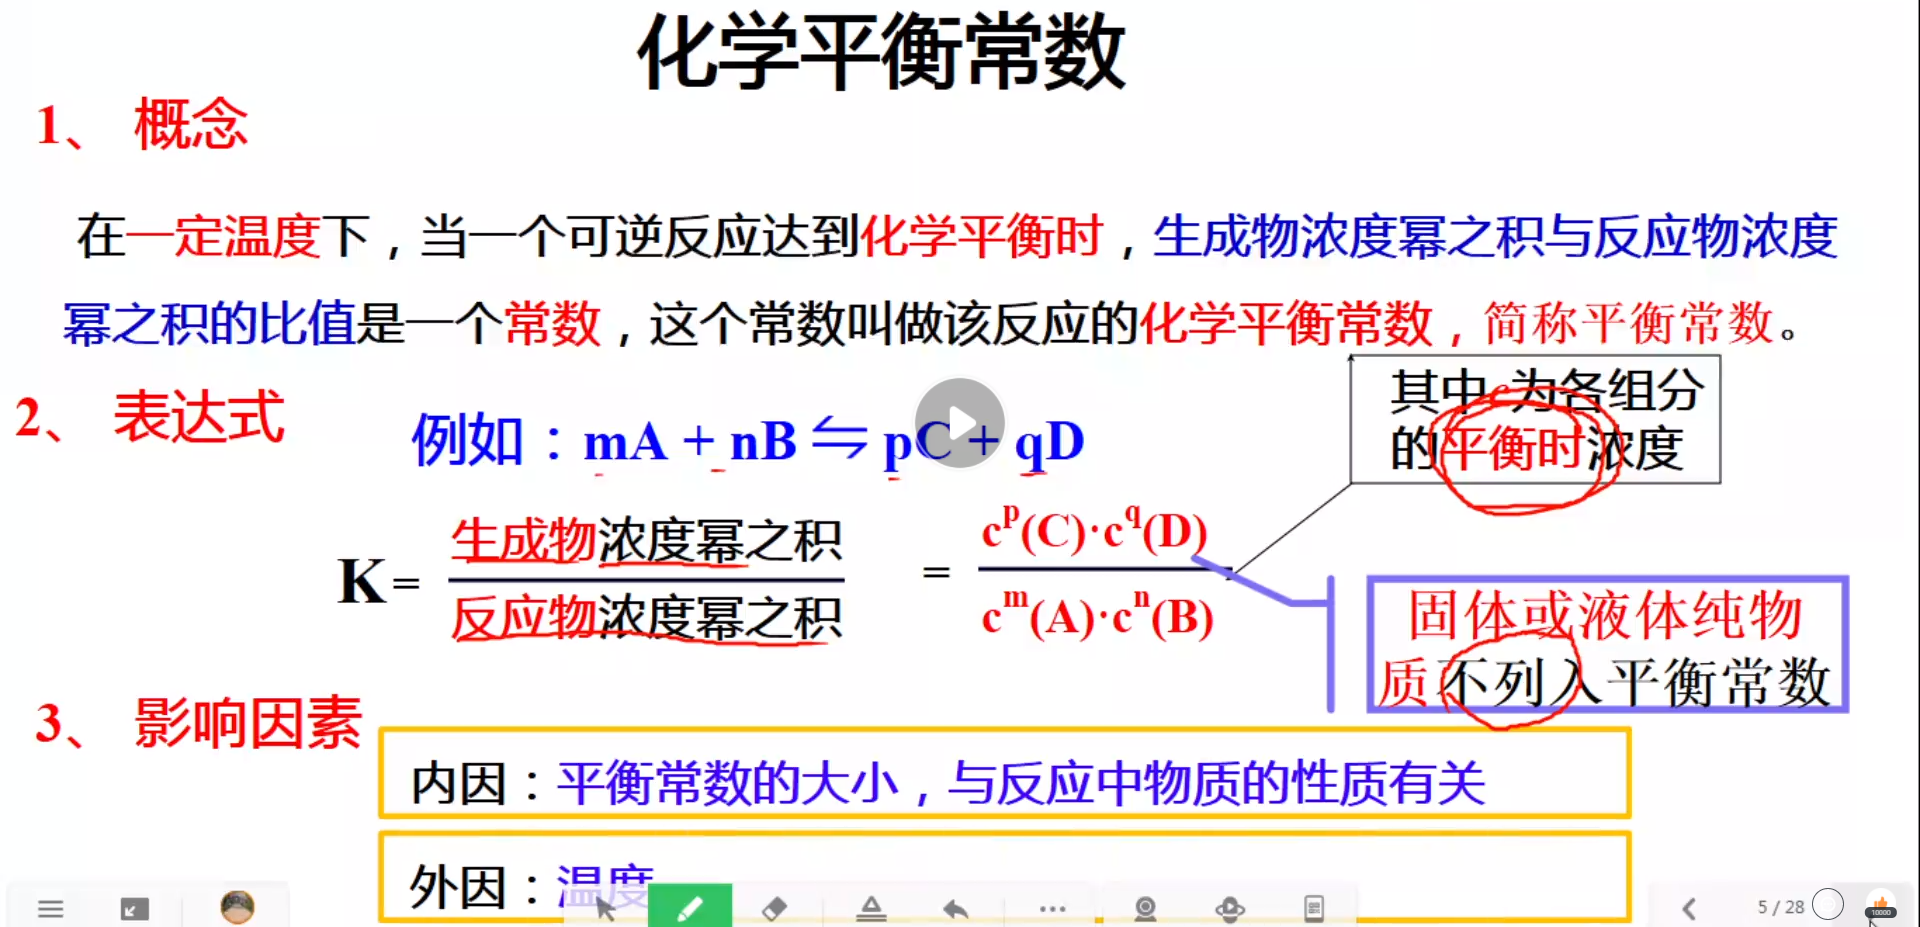 化学平衡常数
1、 概念
在一定温度下，当一个可逆反应达到化学平衡时，生成物浓度幂之积与反应物浓度
幂之积的比值是一个常数，这个常数叫做该反应的化学平衡常数，简称平衡常数。
2、 表达式
例如：mA + nB ⇋ pC + qD
其中c为各组分
的平衡时浓度
K= 生成物浓度幂之积
反应物浓度幂之积
= c^p(C)·c^q(D)
c^m(A)·c^n(B)
固体或液体纯物
质不列入平衡常数
3、 影响因素
内因：平衡常数的大小，与反应中物质的性质有关
外因：温度
5 / 28
10000